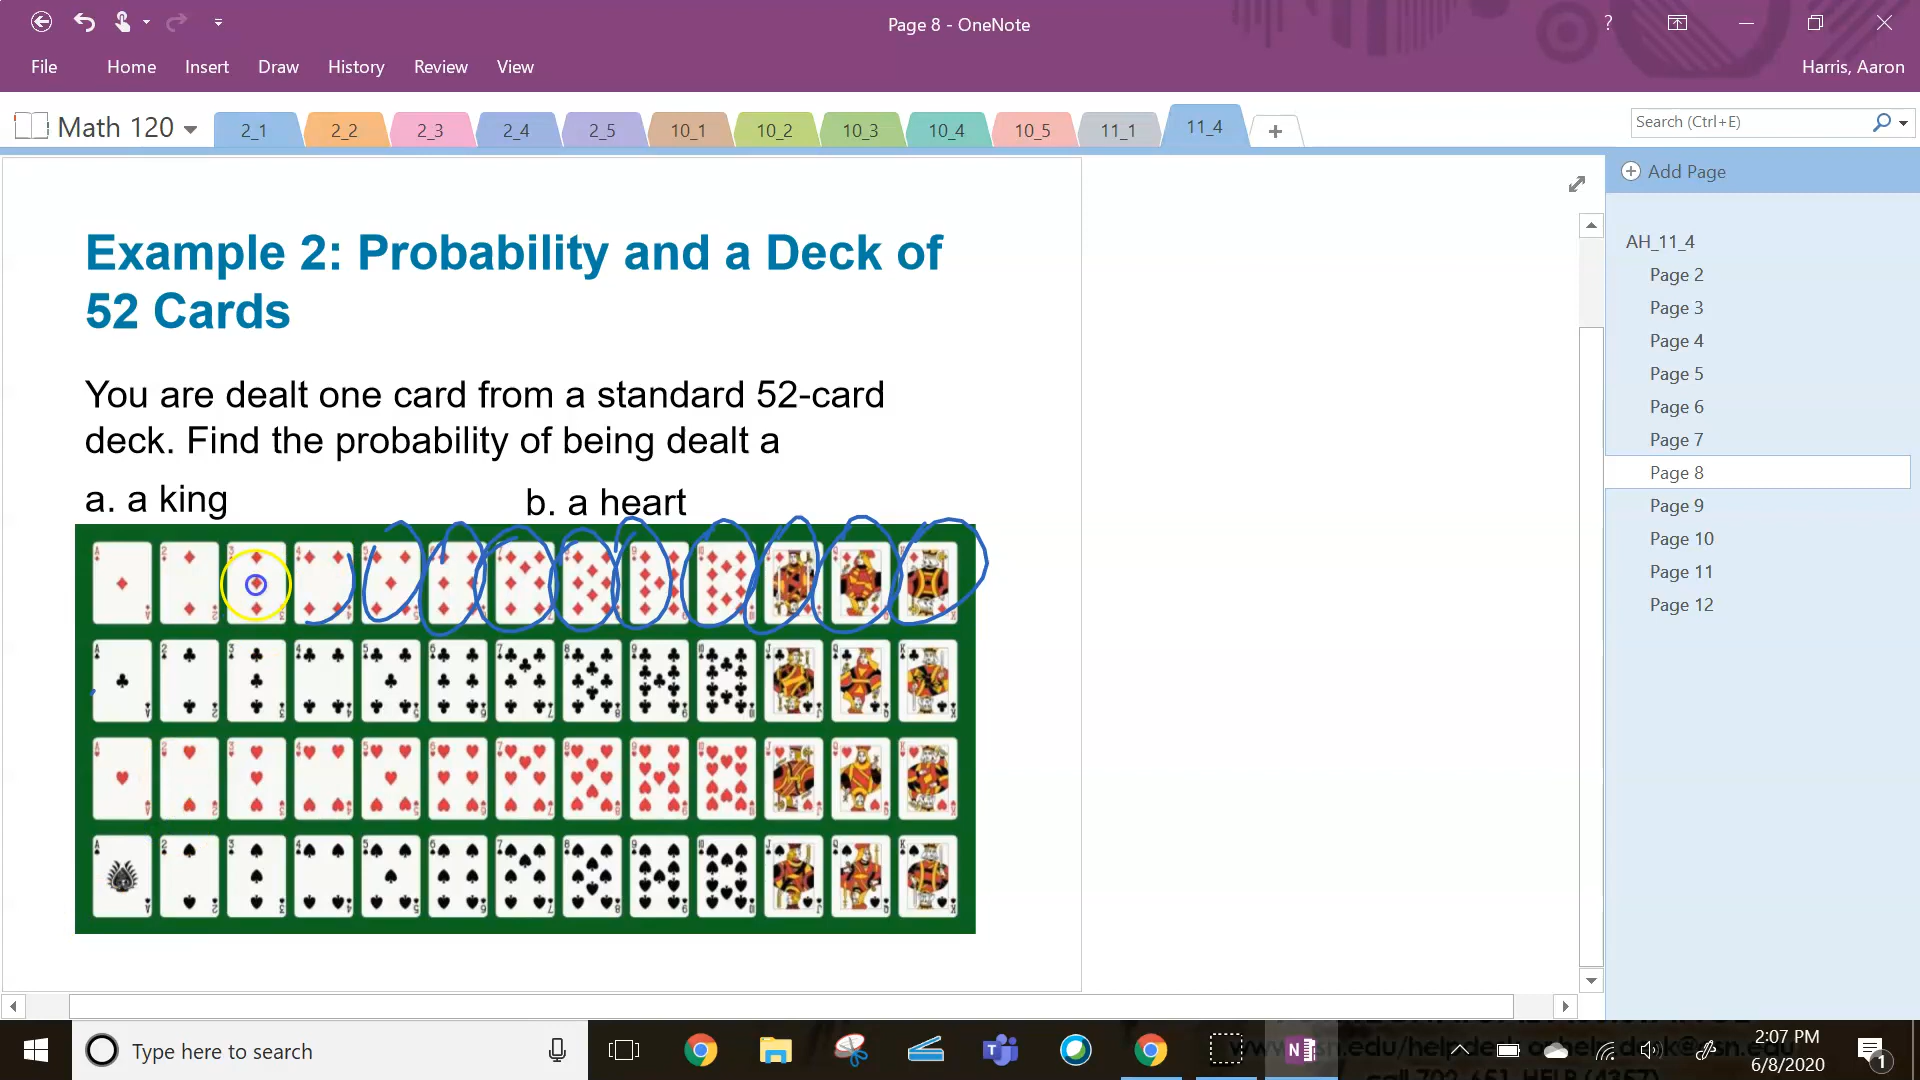 Page 8 - OneNote
?
File Home Insert Draw History Review View
Harris, Aaron
Math 120
2_1 2_2 2_3 2_4 2_5 10_1 10_2 10_3 10_4 10_5 11_1 11_4
Search (Ctrl+E)
Add Page
AH_11_4
Page 2
Page 3
Page 4
Page 5
Page 6
Page 7
Page 8
Page 9
Page 10
Page 11
Page 12
Example 2: Probability and a Deck of
52 Cards
You are dealt one card from a standard 52-card
deck. Find the probability of being dealt a
a. a king
b. a heart
Type here to search
2:07 PM
6/8/2020
1